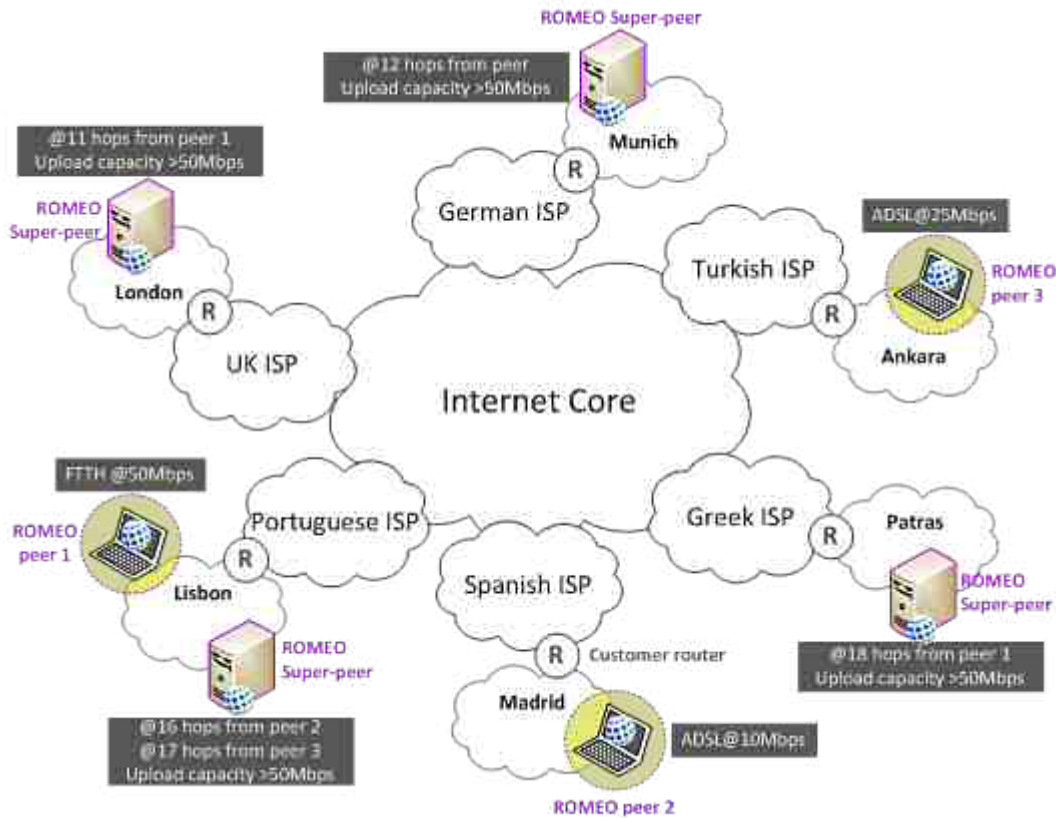 ROMEO Super-peer
@12 hops from peer
Upload capacity >50Mbps
Munich
R
German ISP
@11 hops from peer 1
Upload capacity >50Mbps
ROMEO
Super-peer
London
R
UK ISP
ADSL@25Mbps
Turkish ISP
ROMEO
peer 3
R
Ankara
Internet Core
FTTH @50Mbps
ROMEO
peer 1
Portuguese ISP
R
Lisbon
ROMEO
Super-peer
@16 hops from peer 2
@17 hops from peer 3
Upload capacity >50Mbps
Spanish ISP
R
Customer router
Madrid
ADSL@10Mbps
ROMEO peer 2
Greek ISP
R
Patras
ROMEO
Super-peer
@18 hops from peer 1
Upload capacity >50Mbps